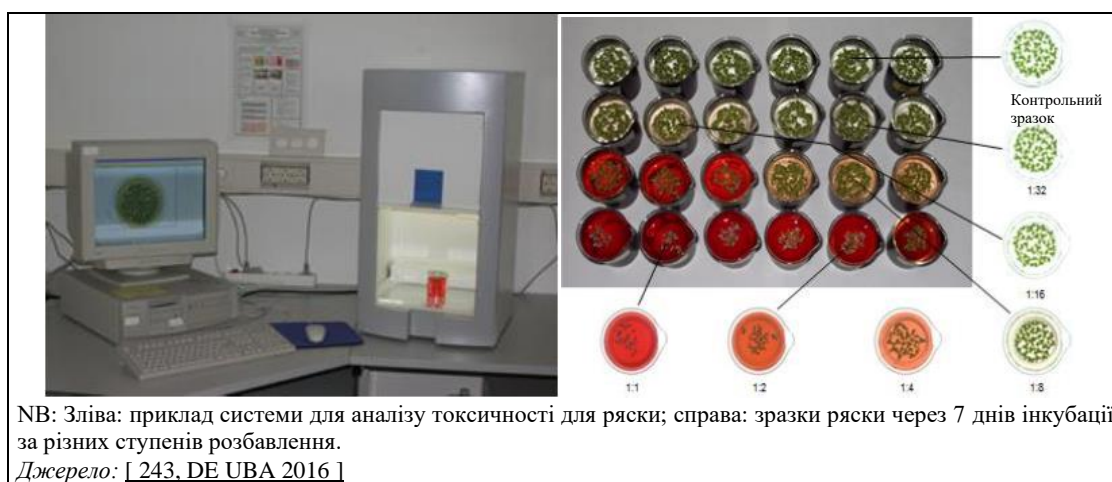 Контрольний
зразок
1:32
1:16
1:1
1:2
1:4
1:8
NB: Зліва: приклад системи для аналізу токсичності для ряски; справа: зразки ряски через 7 днів інкубації
за різних ступенів розбавлення.
Джерело: [ 243, DE UBA 2016 ]